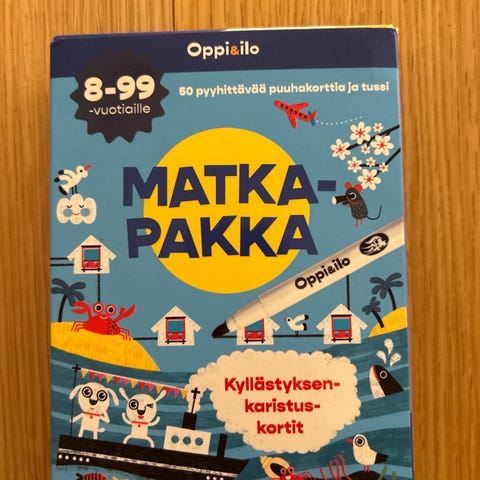 Oppi&ilo
8-99
-vuotiaille
50 pyyhittävää puuhakorttia ja tussi
MATKA-
PAKKA
Oppi&ilo
Kyllästyksen-
karistus-
kortit